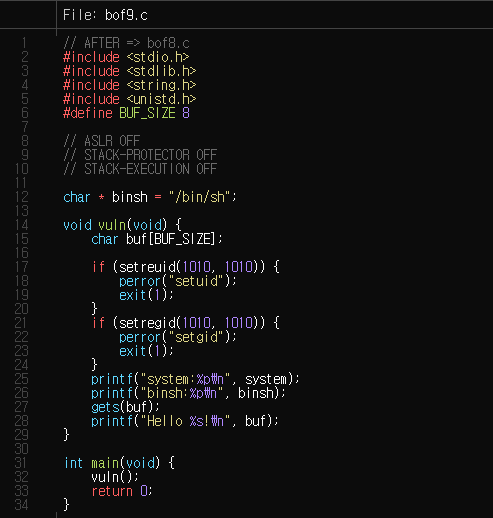 File: bof9.c
1 // AFTER => bof8.c
2 #include <stdio.h>
3 #include <stdlib.h>
4 #include <string.h>
5 #include <unistd.h>
6 #define BUF_SIZE 8
7
8 // ASLR OFF
9 // STACK-PROTECTOR OFF
10 // STACK-EXECUTION OFF
11
12 char * binsh = "/bin/sh";
13
14 void vuln(void) {
15     char buf[BUF_SIZE];
16
17     if (setreuid(1010, 1010)) {
18         perror("setuid");
19         exit(1);
20     }
21     if (setregid(1010, 1010)) {
22         perror("setgid");
23         exit(1);
24     }
25     printf("system:%p₩n", system);
26     printf("binsh:%p₩n", binsh);
27     gets(buf);
28     printf("Hello %s!₩n", buf);
29 }
30
31 int main(void) {
32     vuln();
33     return 0;
34 }